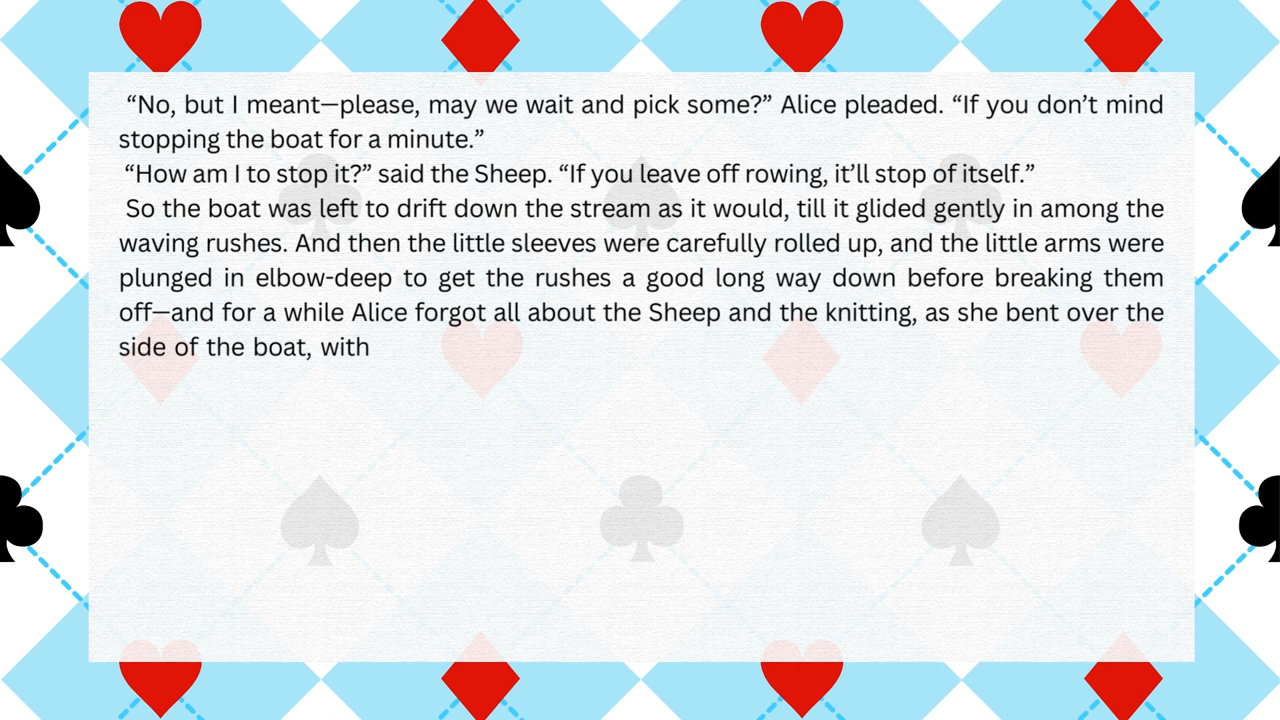 “No, but I meant—please, may we wait and pick some?” Alice pleaded. “If you don’t mind
stopping the boat for a minute.”
“How am I to stop it?” said the Sheep. “If you leave off rowing, it’ll stop of itself.”
So the boat was left to drift down the stream as it would, till it glided gently in among the
waving rushes. And then the little sleeves were carefully rolled up, and the little arms were
plunged in elbow-deep to get the rushes a good long way down before breaking them
off—and for a while Alice forgot all about the Sheep and the knitting, as she bent over the
side of the boat, with